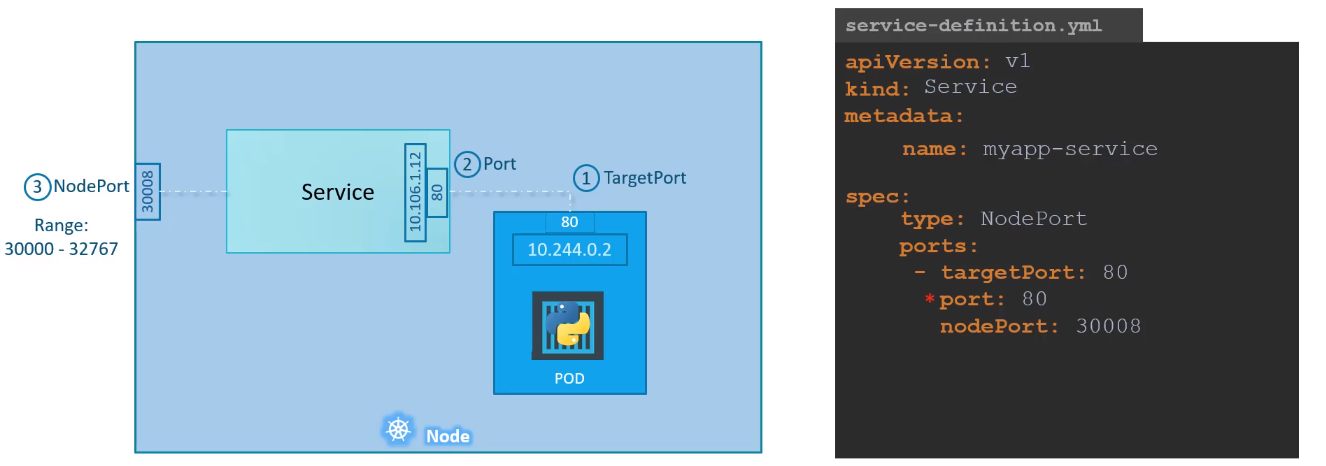 3 NodePort
Range:
30000 - 32767
30008
Service
10.106.1.12
80
2 Port
1 TargetPort
80
10.244.0.2
POD
Node
service-definition.yml
apiVersion: v1
kind: Service
metadata:
name: myapp-service
spec:
type: NodePort
ports:
- targetPort: 80
*port: 80
nodePort: 30008